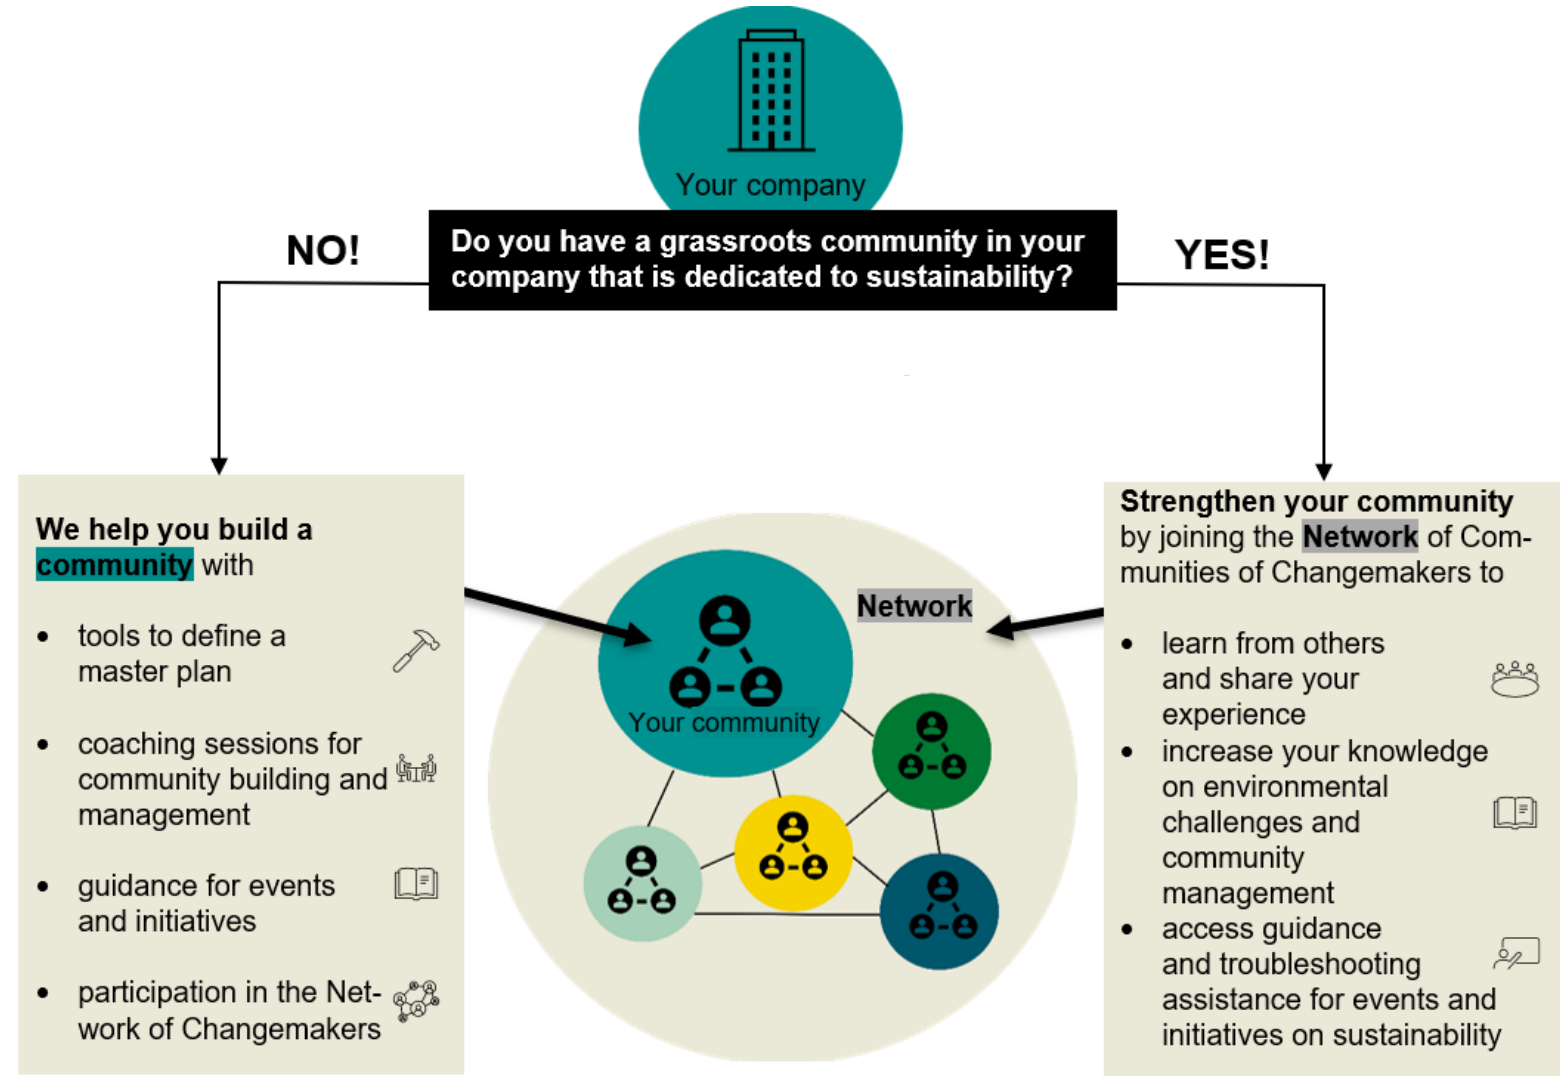 Your company
Do you have a grassroots community in your
company that is dedicated to sustainability?
NO!
YES!
We help you build a
community with
• tools to define a
master plan
• coaching sessions for
community building and
management
• guidance for events
and initiatives
• participation in the Net-
work of Changemakers
Network
Your community
Strengthen your community
by joining the Network of Com-
munities of Changemakers to
• learn from others
and share your
experience
• increase your knowledge
on environmental
challenges and
community
management
• access guidance
and troubleshooting
assistance for events and
initiatives on sustainability